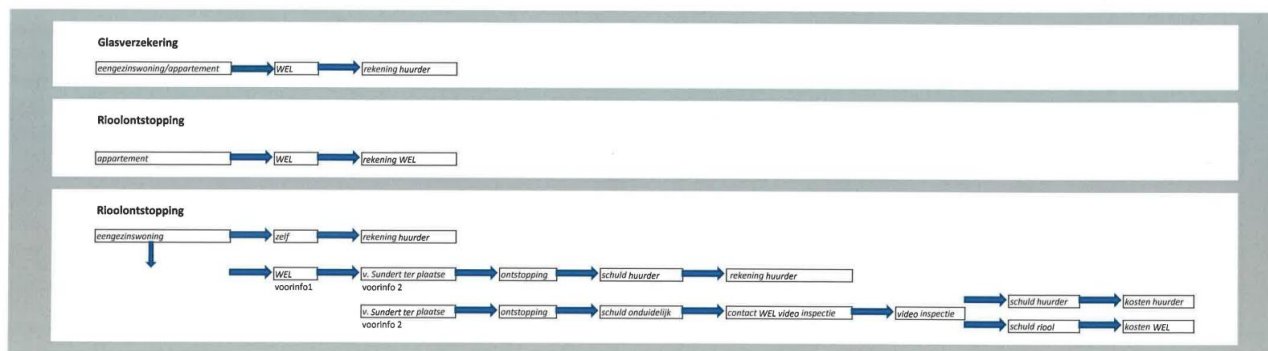 Glasverzekering
eengezinswoning/appartement WEL rekening huurder
Rioolontstopping
appartement WEL rekening WEL
Rioolontstopping
eengezinswoning zelf rekening huurder
WEL v. Sundert ter plaatse ontstopping schuld huurder rekening huurder
voorinfo1 voorinfo 2
schuld huurder kosten huurder
v. Sundert ter plaatse ontstopping schuld onduidelijk contact WEL video inspectie video inspectie
voorinfo 2
schuld riool kosten WEL